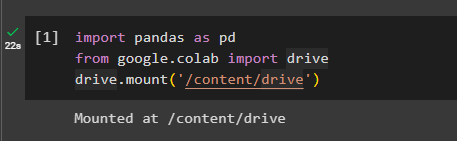 [1] import pandas as pd
from google.colab import drive
22s drive.mount('/content/drive')
Mounted at /content/drive